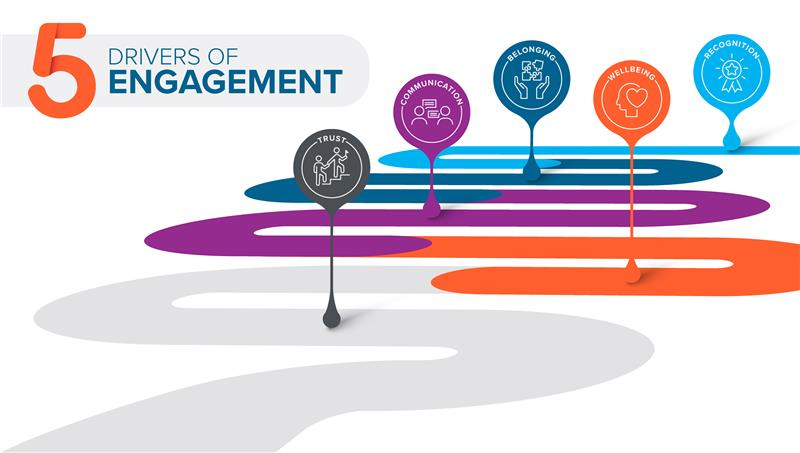 5
DRIVERS OF
ENGAGEMENT
TRUST
COMMUNICATION
BELONGING
WELLBEING
RECOGNITION